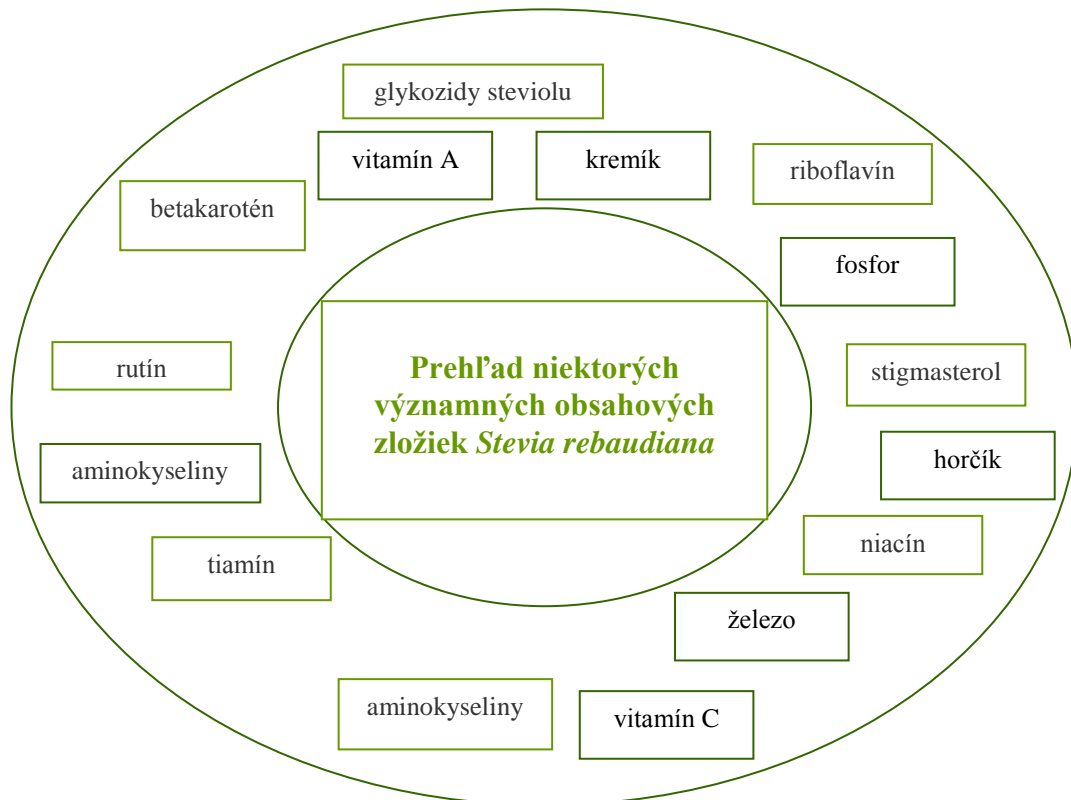 glykozidy steviolu
vitamín A
kremík
riboflavín
betakarotén
fosfor
rutín
Prehľad niektorých
významných obsahových
zložiek Stevia rebaudiana
stigmasterol
aminokyseliny
horčík
tiamín
niacín
železo
aminokyseliny
vitamín C